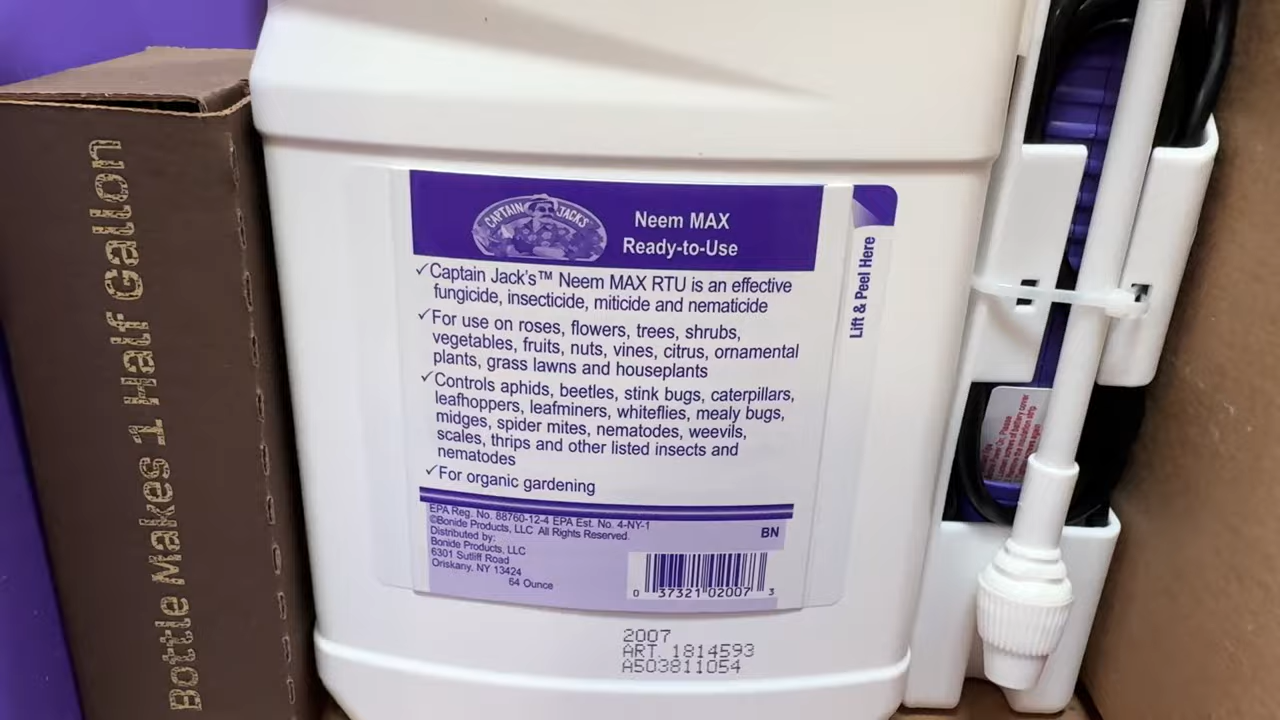 Bottle Makes 1 Half Gallon
CAPTAIN JACK'S
Neem MAX
Ready-to-Use
Lift & Peel Here
✓Captain Jack's™ Neem MAX RTU is an effective
fungicide, insecticide, miticide and nematicide
✓For use on roses, flowers, trees, shrubs,
vegetables, fruits, nuts, vines, citrus, ornamental
plants, grass lawns and houseplants
✓Controls aphids, beetles, stink bugs, caterpillars,
leafhoppers, leafminers, whiteflies, mealy bugs,
midges, spider mites, nematodes, weevils,
scales, thrips and other listed insects and
nematodes
✓For organic gardening
EPA Reg. No. 88760-12-4 EPA Est. No. 4-NY-1
©Bonide Products, LLC All Rights Reserved.
Distributed by:
Bonide Products, LLC
6301 Sutliff Road
Oriskany, NY 13424
64 Ounce
BN
0 37321 02007 3
2007
ART. 1814593
A503811054